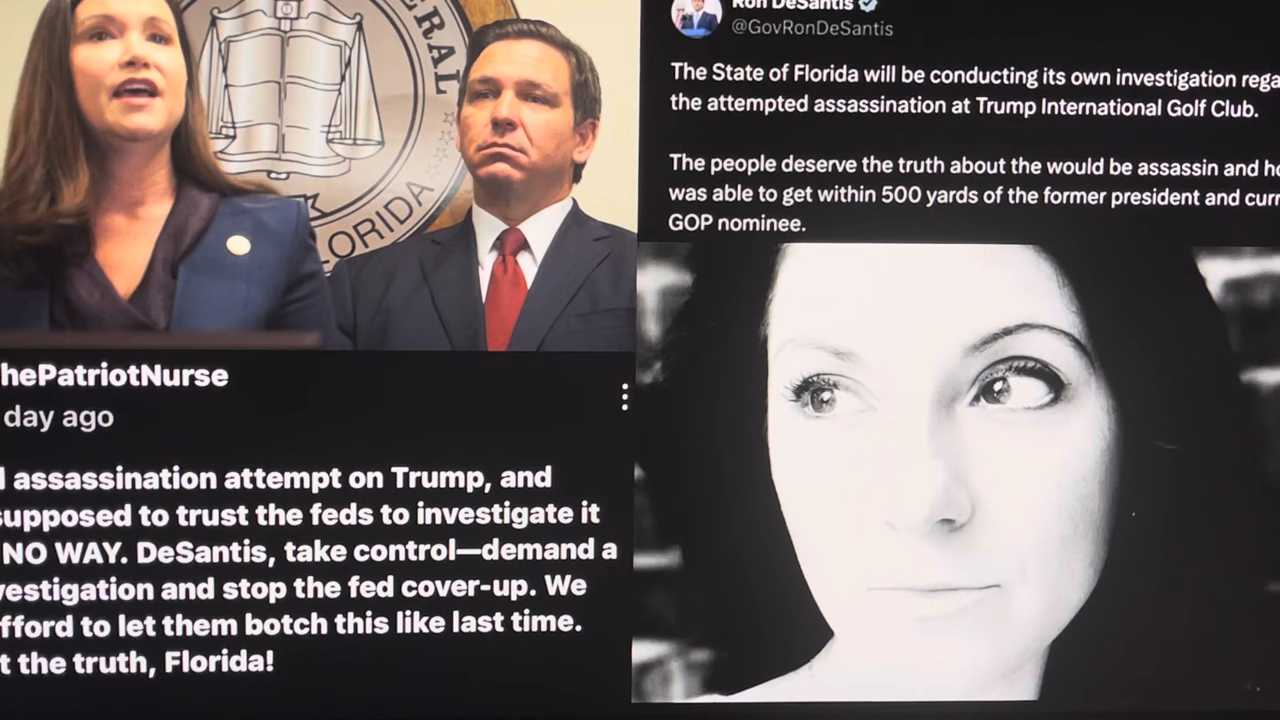 ERAL
LORIDA
hePatriotNurse
day ago
assassination attempt on Trump, and
supposed to trust the feds to investigate it
NO WAY. DeSantis, take control—demand a
vestigation and stop the fed cover-up. We
fford to let them botch this like last time.
t the truth, Florida!
Ron DeSantis
@GovRonDeSantis
The State of Florida will be conducting its own investigation rega
the attempted assassination at Trump International Golf Club.
The people deserve the truth about the would be assassin and ho
was able to get within 500 yards of the former president and curr
GOP nominee.